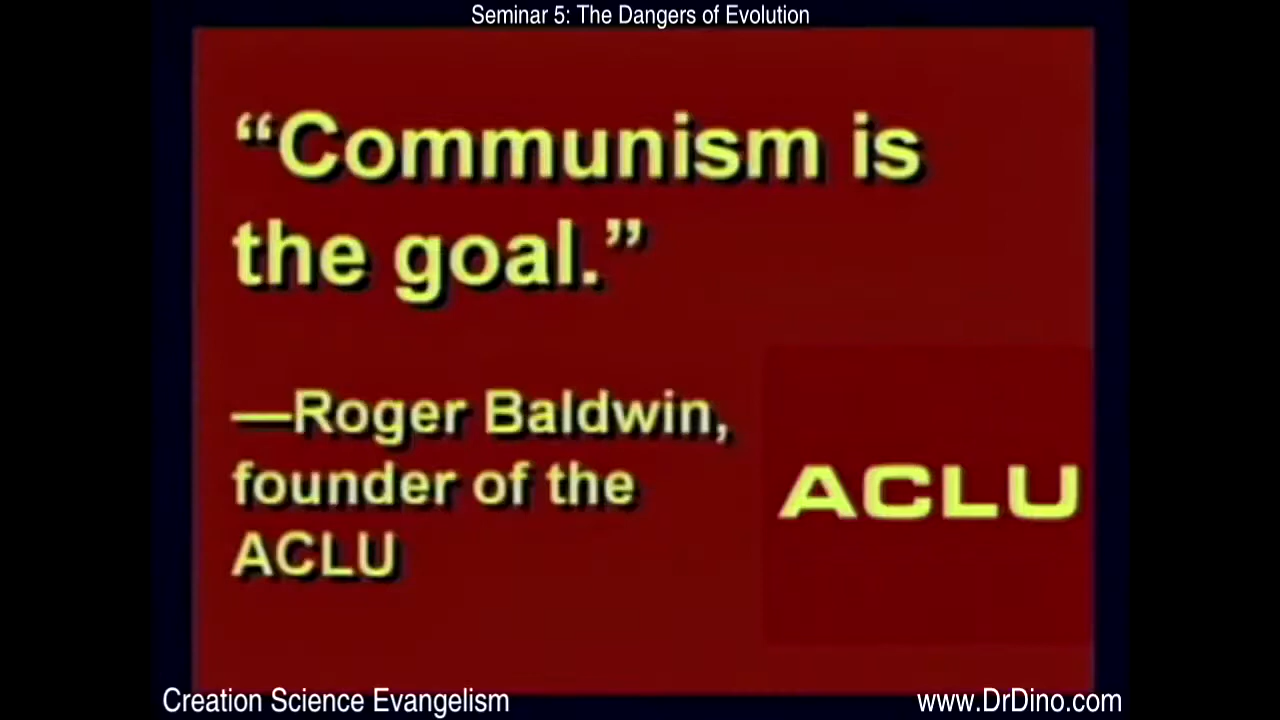 Seminar 5: The Dangers of Evolution
“Communism is
the goal.”
—Roger Baldwin,
founder of the
ACLU
ACLU
Creation Science Evangelism
www.DrDino.com